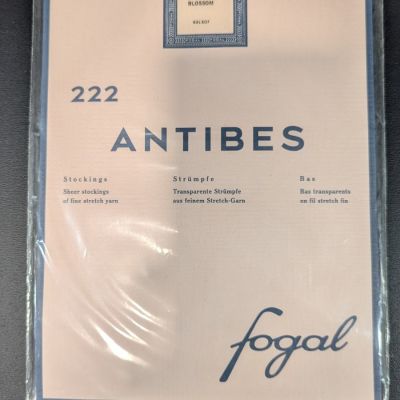 BLOSSOM
222
ANTIBES
Stockings
Sheer stockings
of fine stretch yarn
Strümpfe
Transparente Strümpfe
aus feinem Stretch-Garn
Bas
Bas transparents
en fil stretch fin
fogal